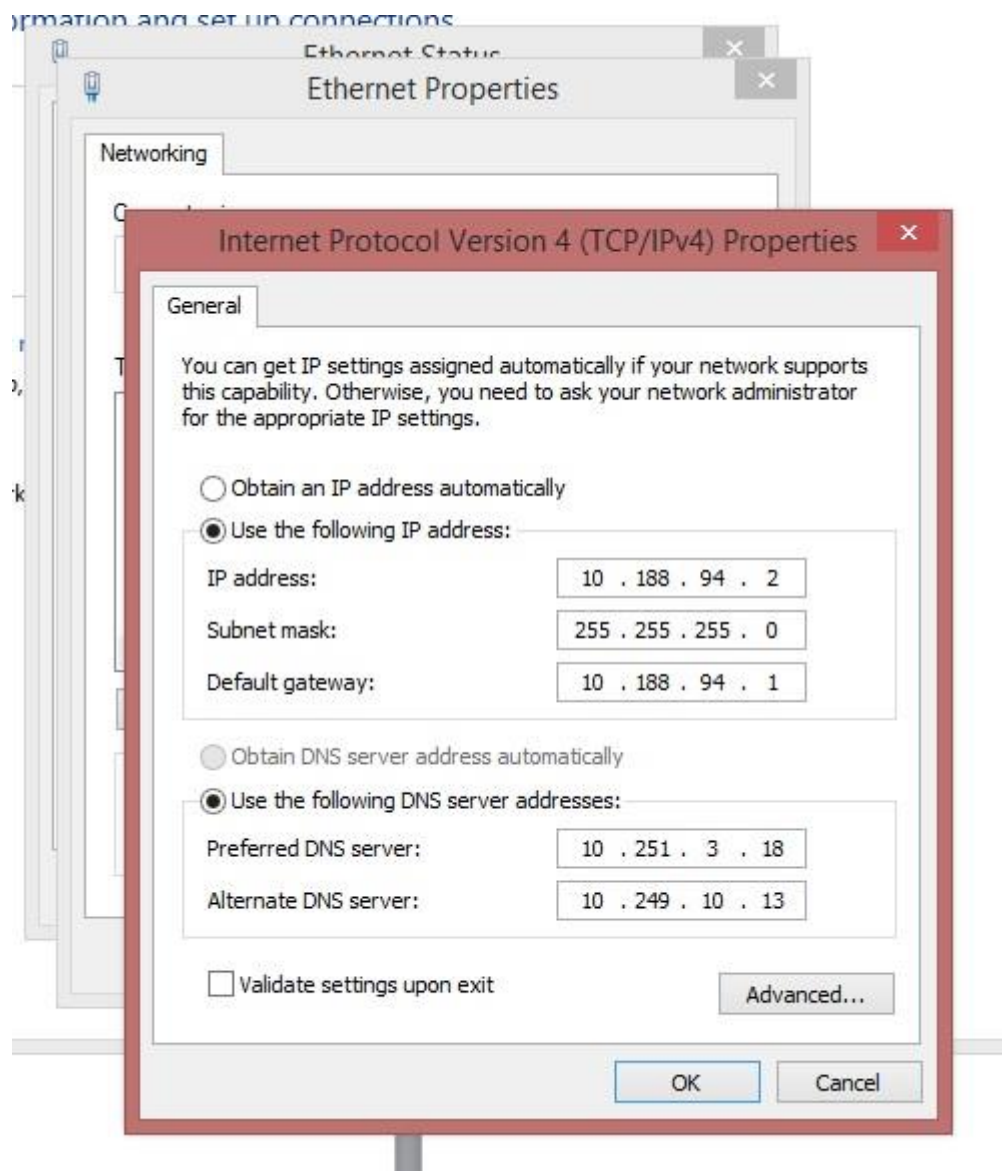 ormation and set up connections
Ethernet Status
Ethernet Properties
Networking
Internet Protocol Version 4 (TCP/IPv4) Properties
General
You can get IP settings assigned automatically if your network supports
this capability. Otherwise, you need to ask your network administrator
for the appropriate IP settings.
Obtain an IP address automatically
Use the following IP address:
IP address: 10 . 188 . 94 . 2
Subnet mask: 255 . 255 . 255 . 0
Default gateway: 10 . 188 . 94 . 1
Obtain DNS server address automatically
Use the following DNS server addresses:
Preferred DNS server: 10 . 251 . 3 . 18
Alternate DNS server: 10 . 249 . 10 . 13
Validate settings upon exit
Advanced...
OK Cancel